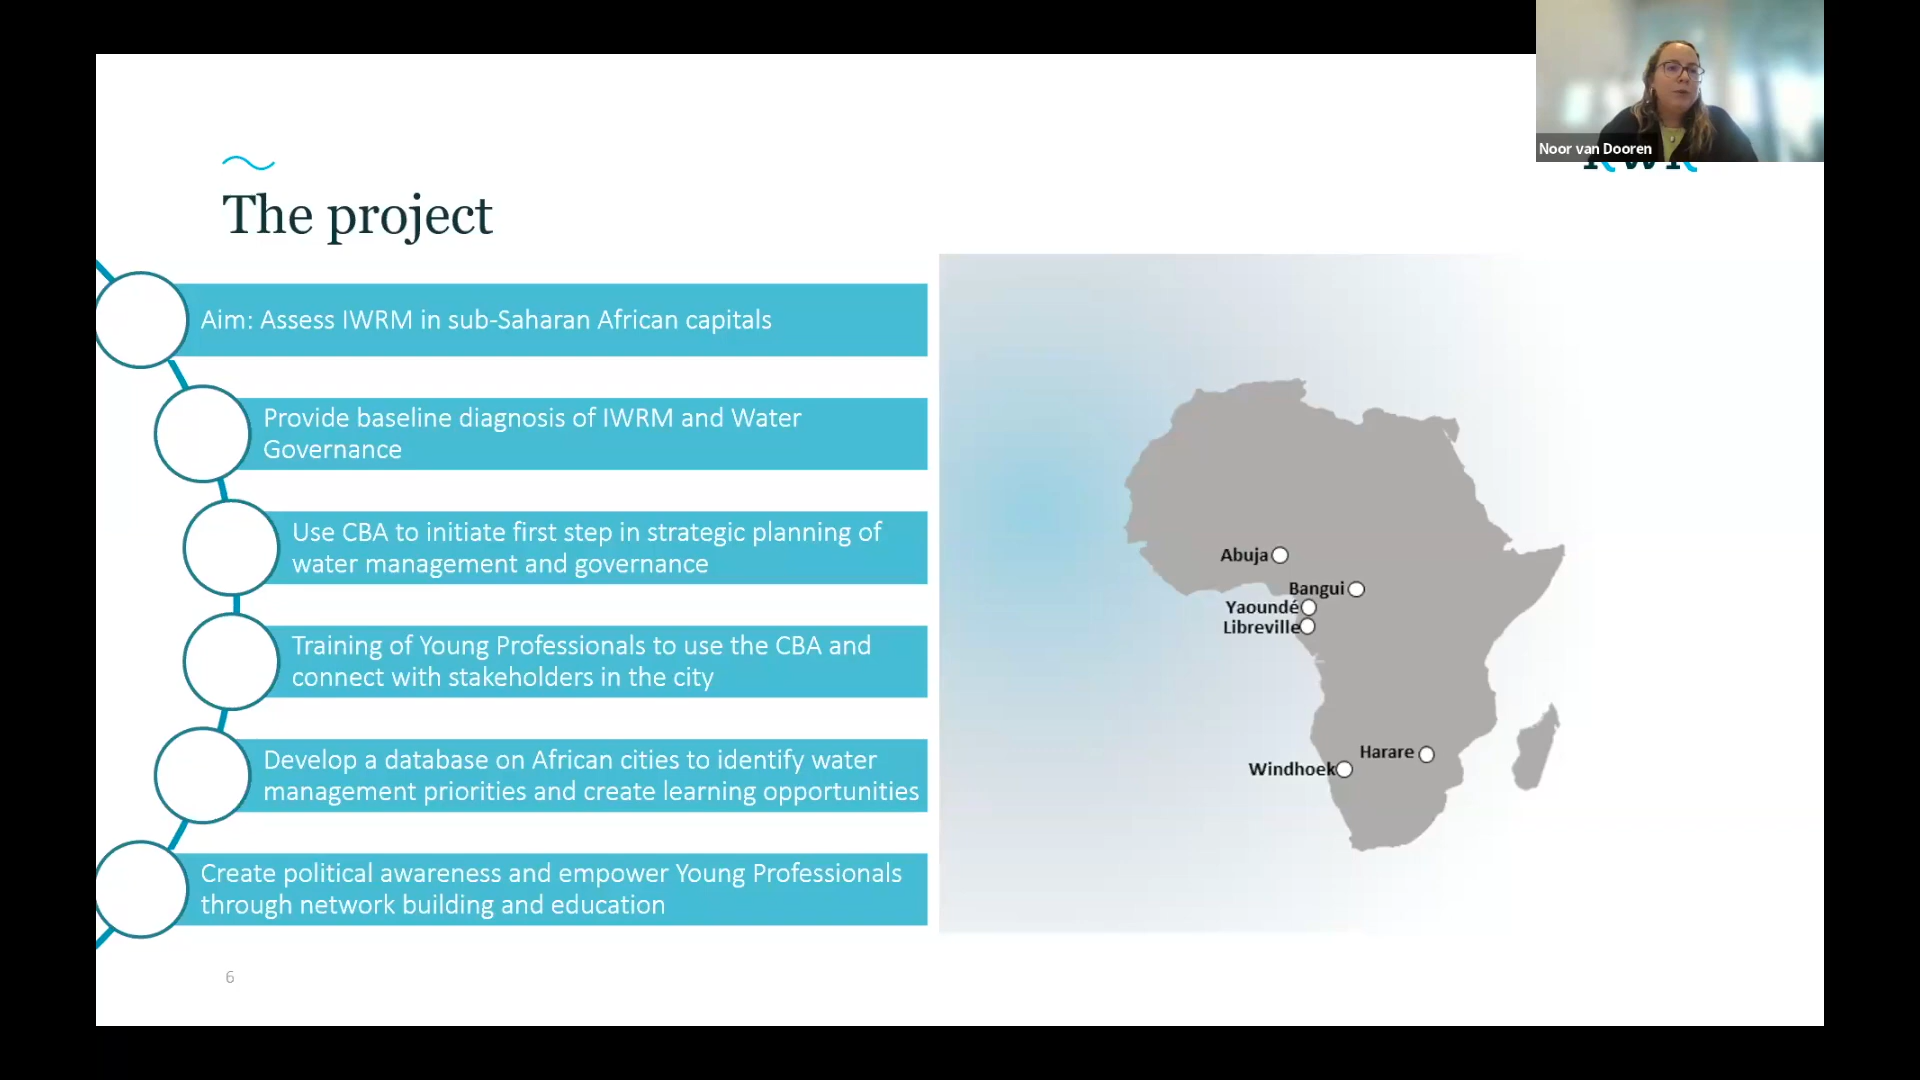 Noor van Dooren
The project
Aim: Assess IWRM in sub-Saharan African capitals
Provide baseline diagnosis of IWRM and Water
Governance
Use CBA to initiate first step in strategic planning of
water management and governance
Training of Young Professionals to use the CBA and
connect with stakeholders in the city
Develop a database on African cities to identify water
management priorities and create learning opportunities
Create political awareness and empower Young Professionals
through network building and education
Abuja
Bangui
Yaoundé
Libreville
Harare
Windhoek
6